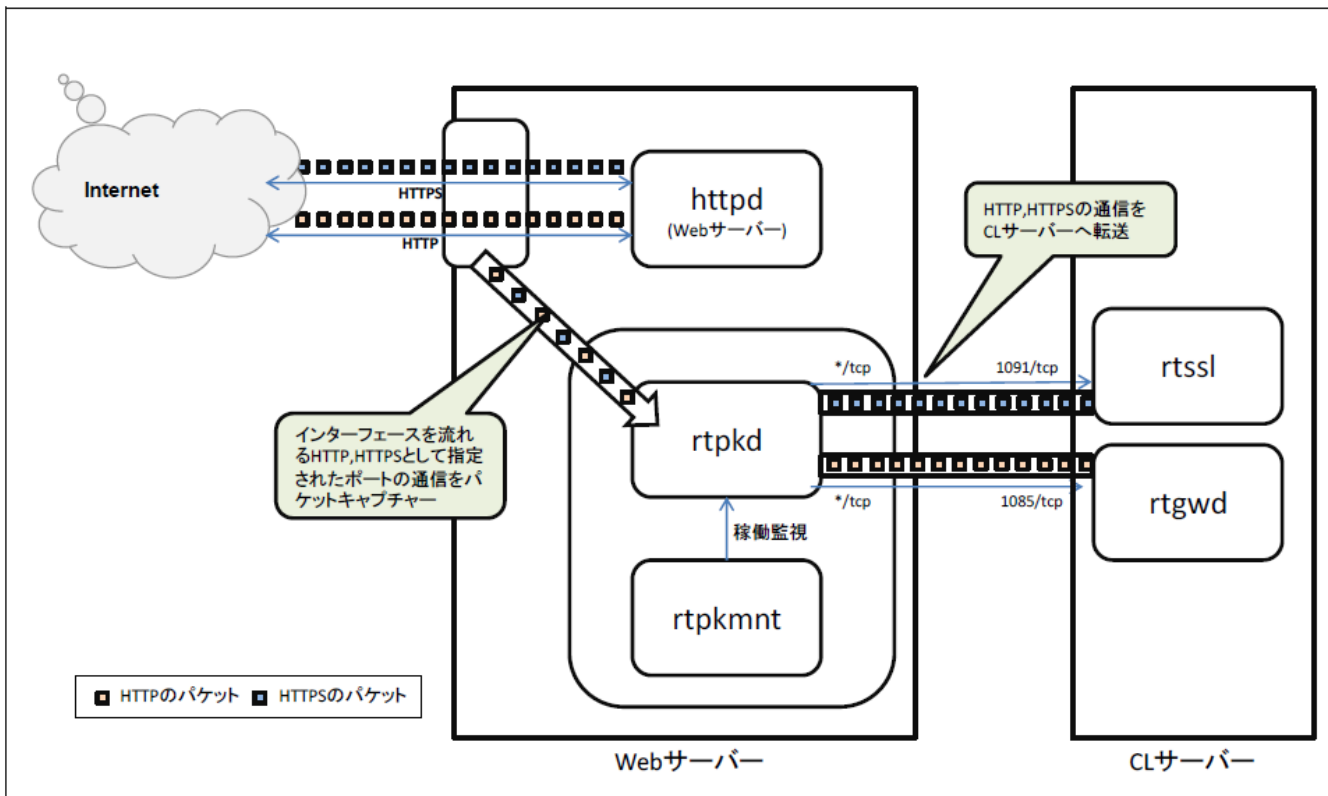 Internet
HTTPS
HTTP
httpd
(Webサーバー)
HTTP,HTTPSの通信を
CLサーバーへ転送
インターフェースを流れ
るHTTP,HTTPSとして指定
されたポートの通信をパ
ケットキャプチャー
rtpkd
*/tcp
1091/tcp
rtssl
*/tcp
1085/tcp
rtgwd
稼働監視
rtpkmnt
HTTPのパケット
HTTPSのパケット
Webサーバー
CLサーバー